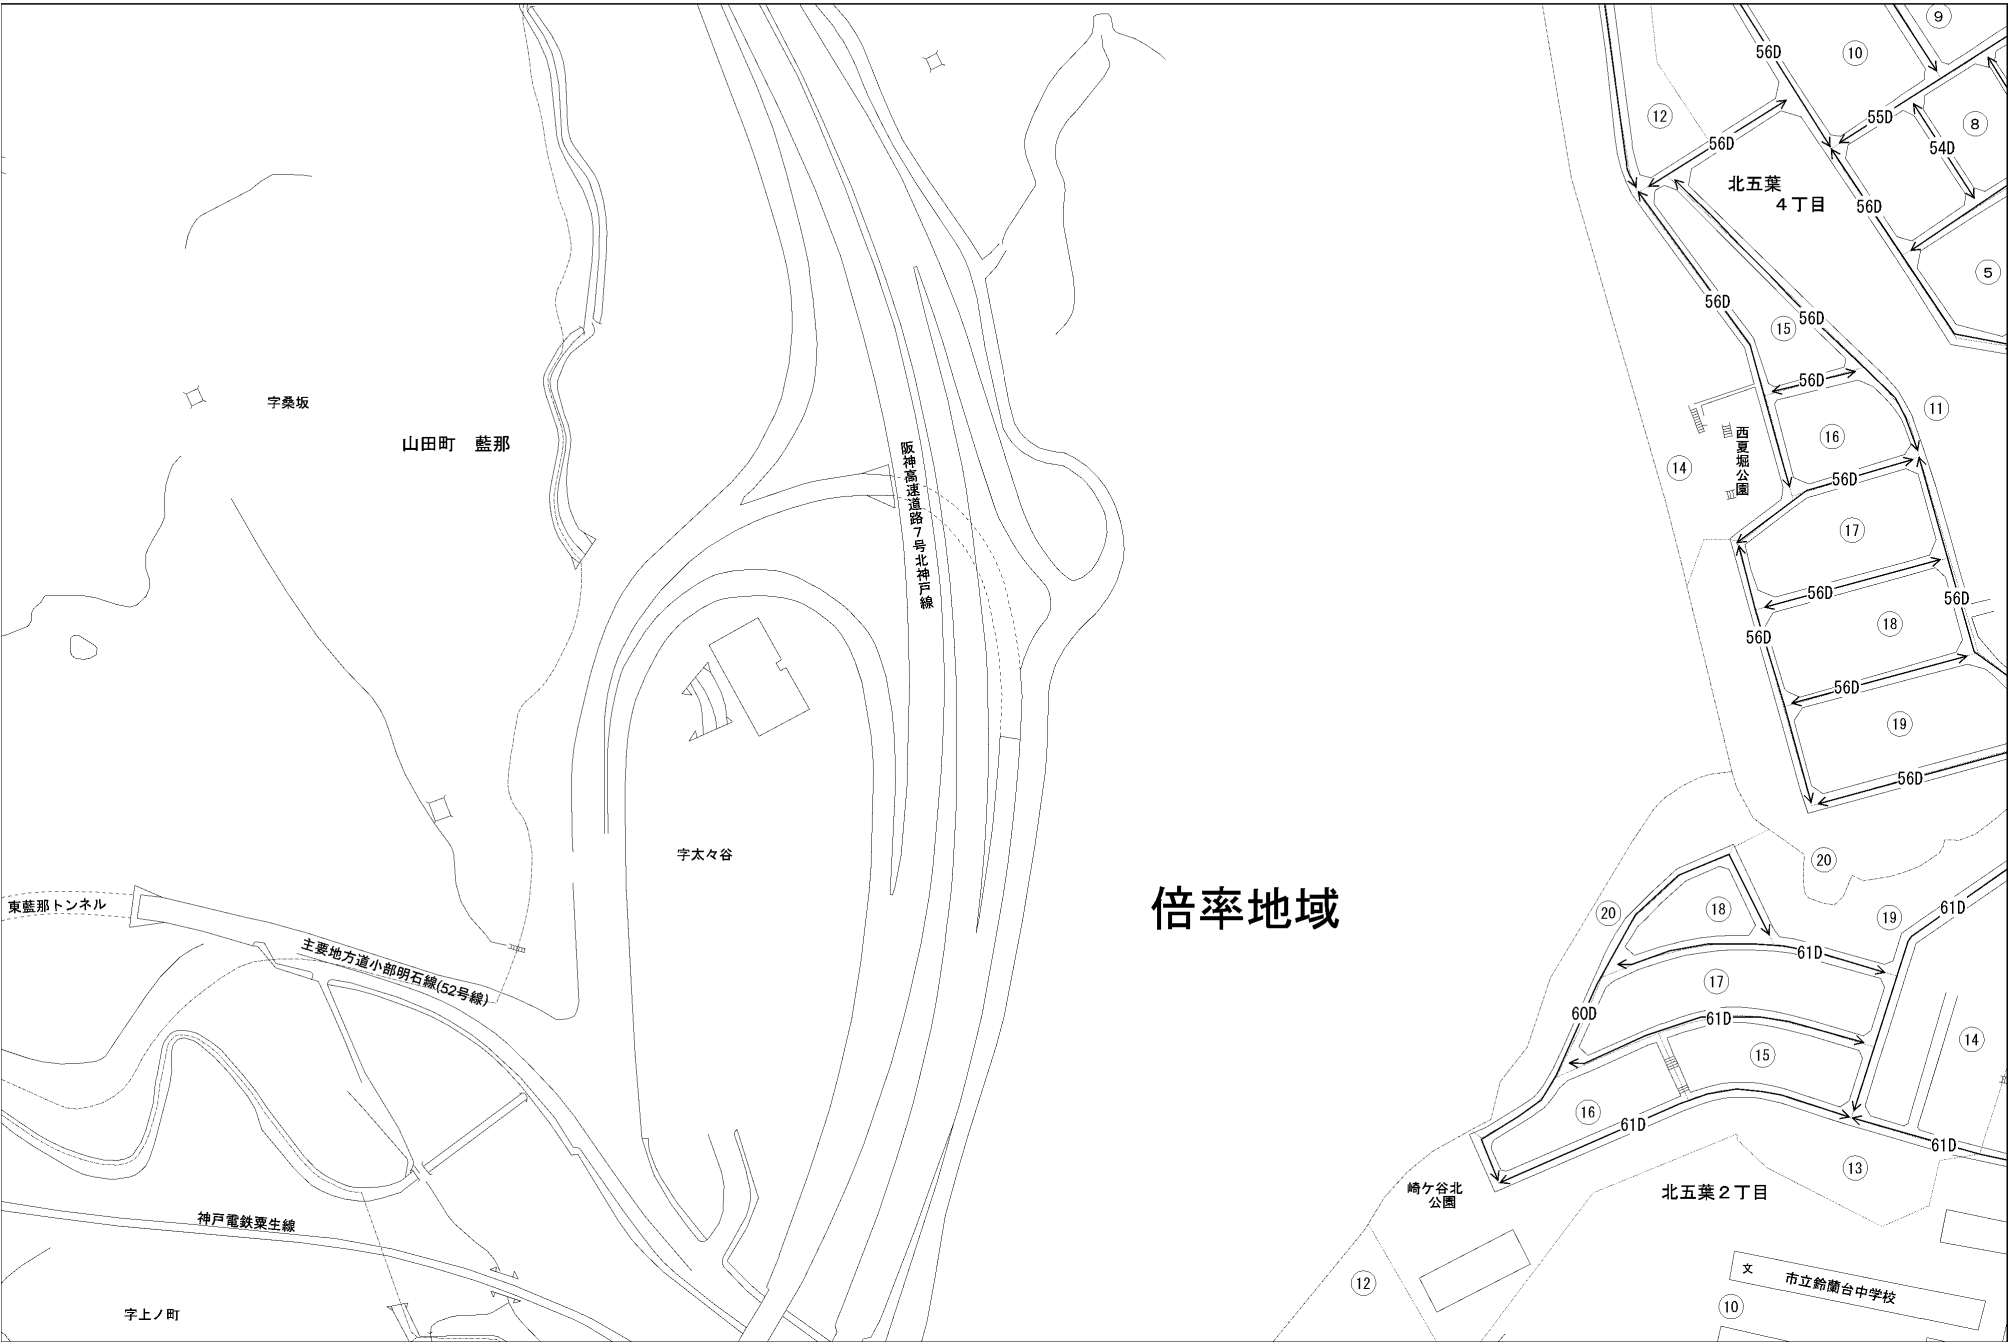 9
10
56D
12
55D
8
56D
54D
北五葉
4丁目
56D
5
56D
56D
15
56D
11
16
西夏堀公園
14
56D
17
56D
56D
18
56D
56D
19
56D
字桑坂
山田町 藍那
阪神高速道路7号北神戸線
字太々谷
倍率地域
東藍那トンネル
主要地方道小部明石線(52号線)
20
20
18
19
61D
61D
17
60D
61D
14
15
16
61D
61D
13
崎ケ谷北
公園
北五葉2丁目
神戸電鉄粟生線
12
文
市立鈴蘭台中学校
10
字上ノ町